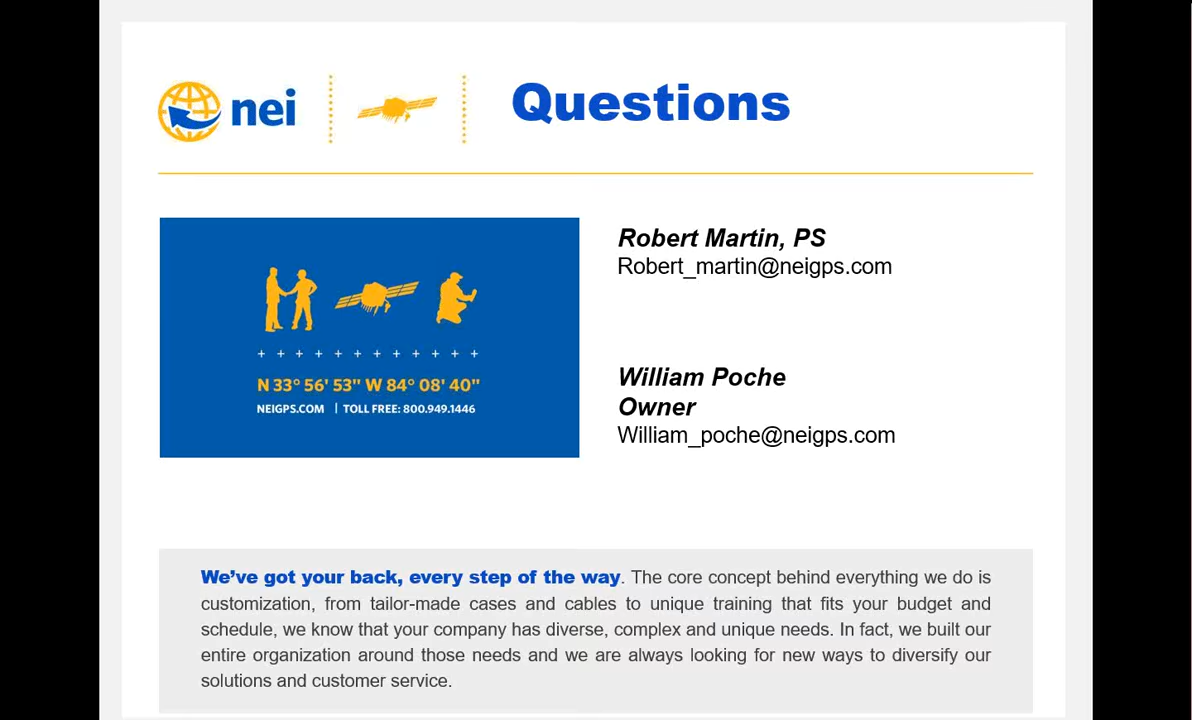 nei
Questions
Robert Martin, PS
Robert_martin@neigps.com
+ + + + + + + + + + + +
N 33° 56' 53" W 84° 08' 40"
NEIGPS.COM | TOLL FREE: 800.949.1446
William Poche
Owner
William_poche@neigps.com
We've got your back, every step of the way. The core concept behind everything we do is
customization, from tailor-made cases and cables to unique training that fits your budget and
schedule, we know that your company has diverse, complex and unique needs. In fact, we built our
entire organization around those needs and we are always looking for new ways to diversify our
solutions and customer service.